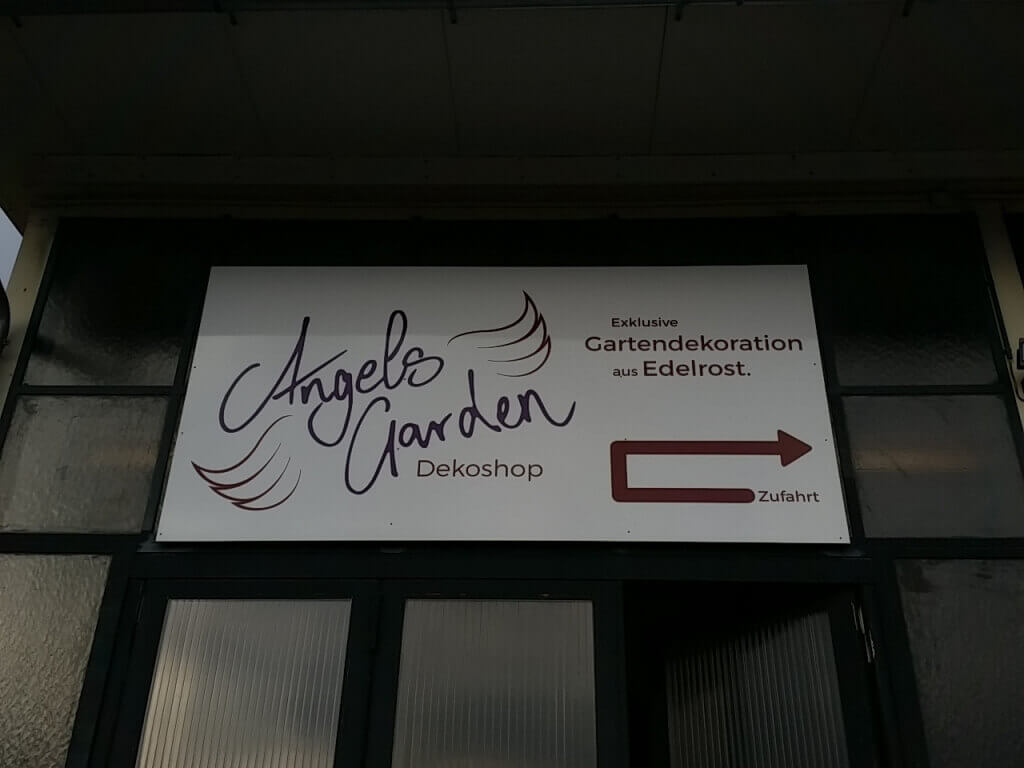 Angels
Garden
Dekoshop
Exklusive
Gartendekoration
aus Edelrost.
Zufahrt